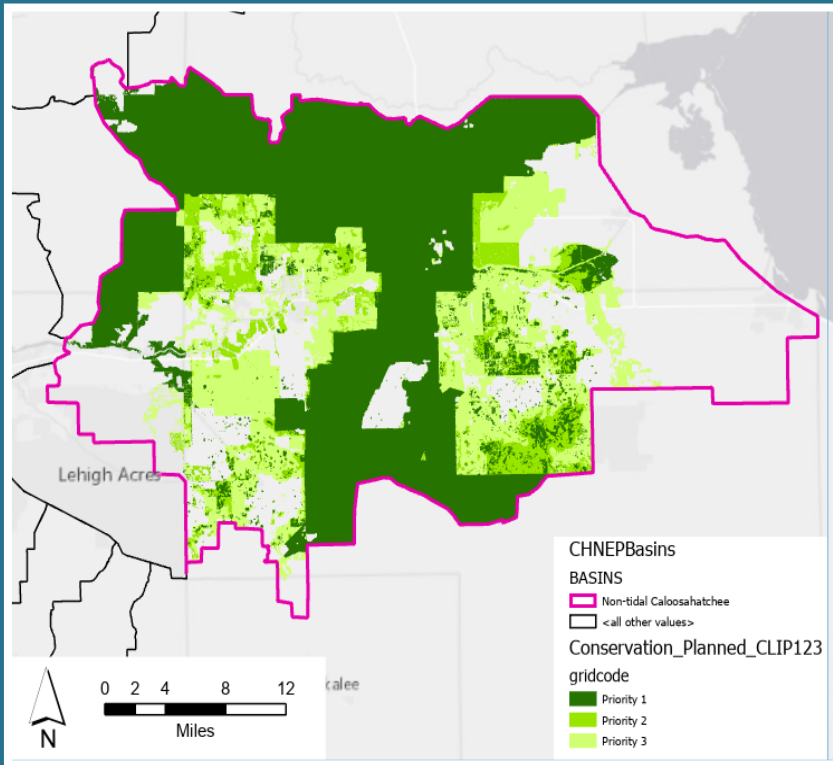 Lehigh Acres
CHNEPBasins
BASINS
Non-tidal Caloosahatchee
<all other values>
Conservation_Planned_CLIP123
gridcode
Priority 1
Priority 2
Priority 3
0 2 4 8 12
Miles
N
kalee